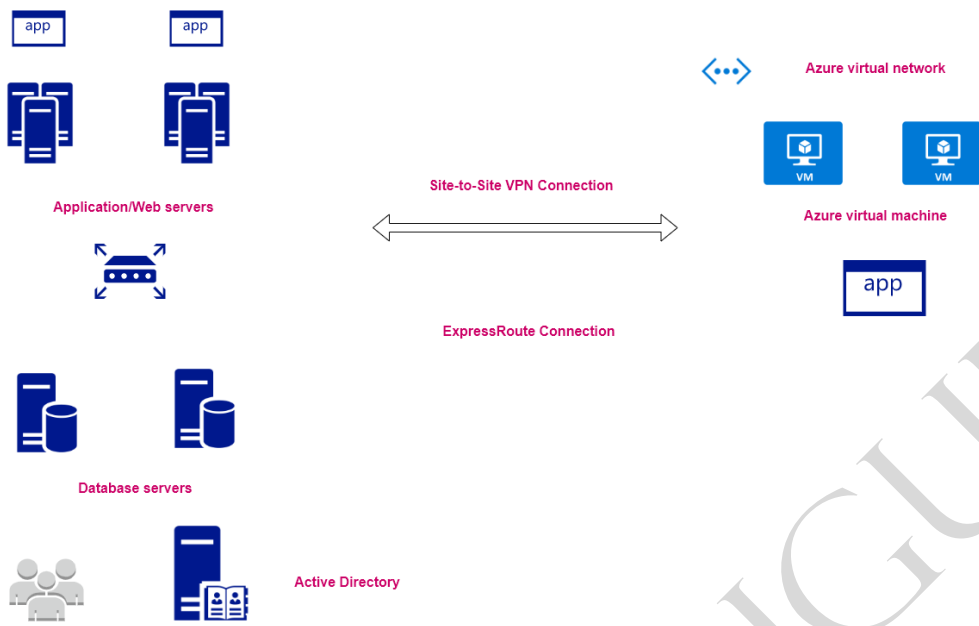 app
app
Azure virtual network
VM
VM
Site-to-Site VPN Connection
Application/Web servers
Azure virtual machine
app
ExpressRoute Connection
Database servers
Active Directory